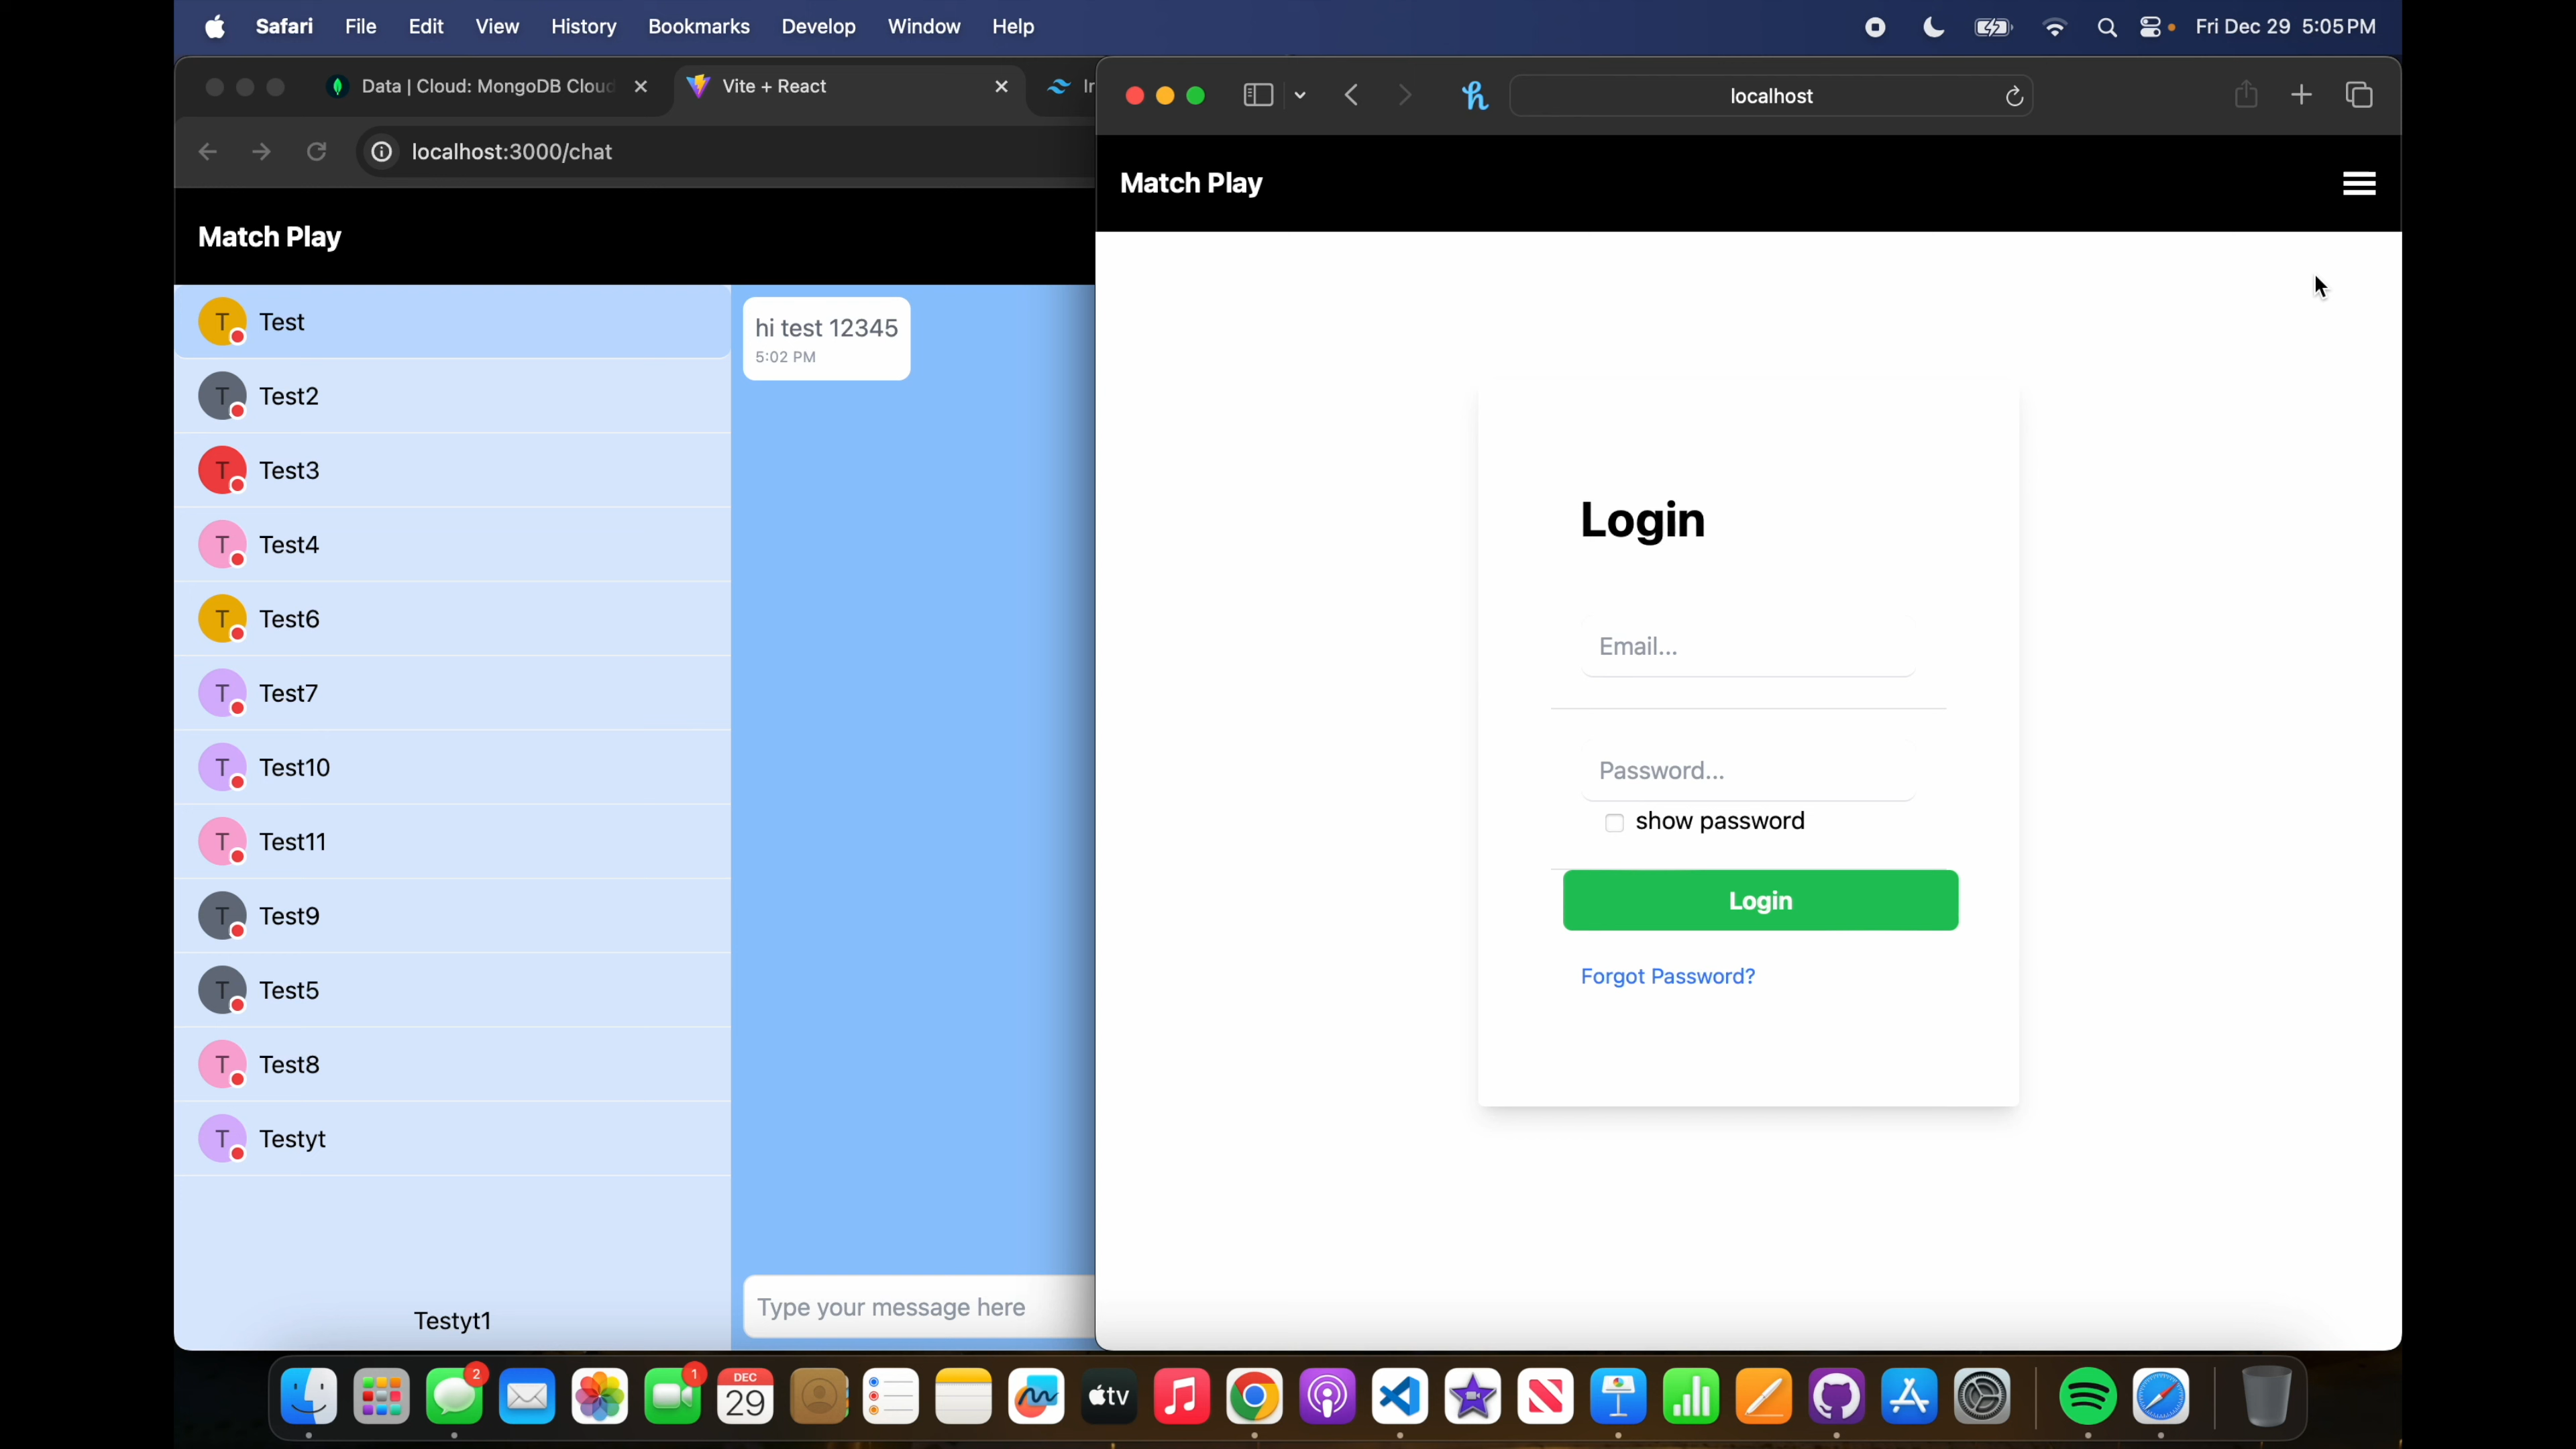 Safari File Edit View History Bookmarks Develop Window Help Fri Dec 29 5:05 PM
Data | Cloud: MongoDB Cloud
Vite + React
localhost
localhost:3000/chat
Match Play
Match Play
T Test
T Test2
T Test3
T Test4
T Test6
T Test7
T Test10
T Test11
T Test9
T Test5
T Test8
T Testyt
Testyt1
hi test 12345
5:02 PM
Type your message here
Login
Email...
Password...
show password
Login
Forgot Password?
2
1
DEC
29
tv